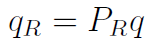 q_R = P_R q